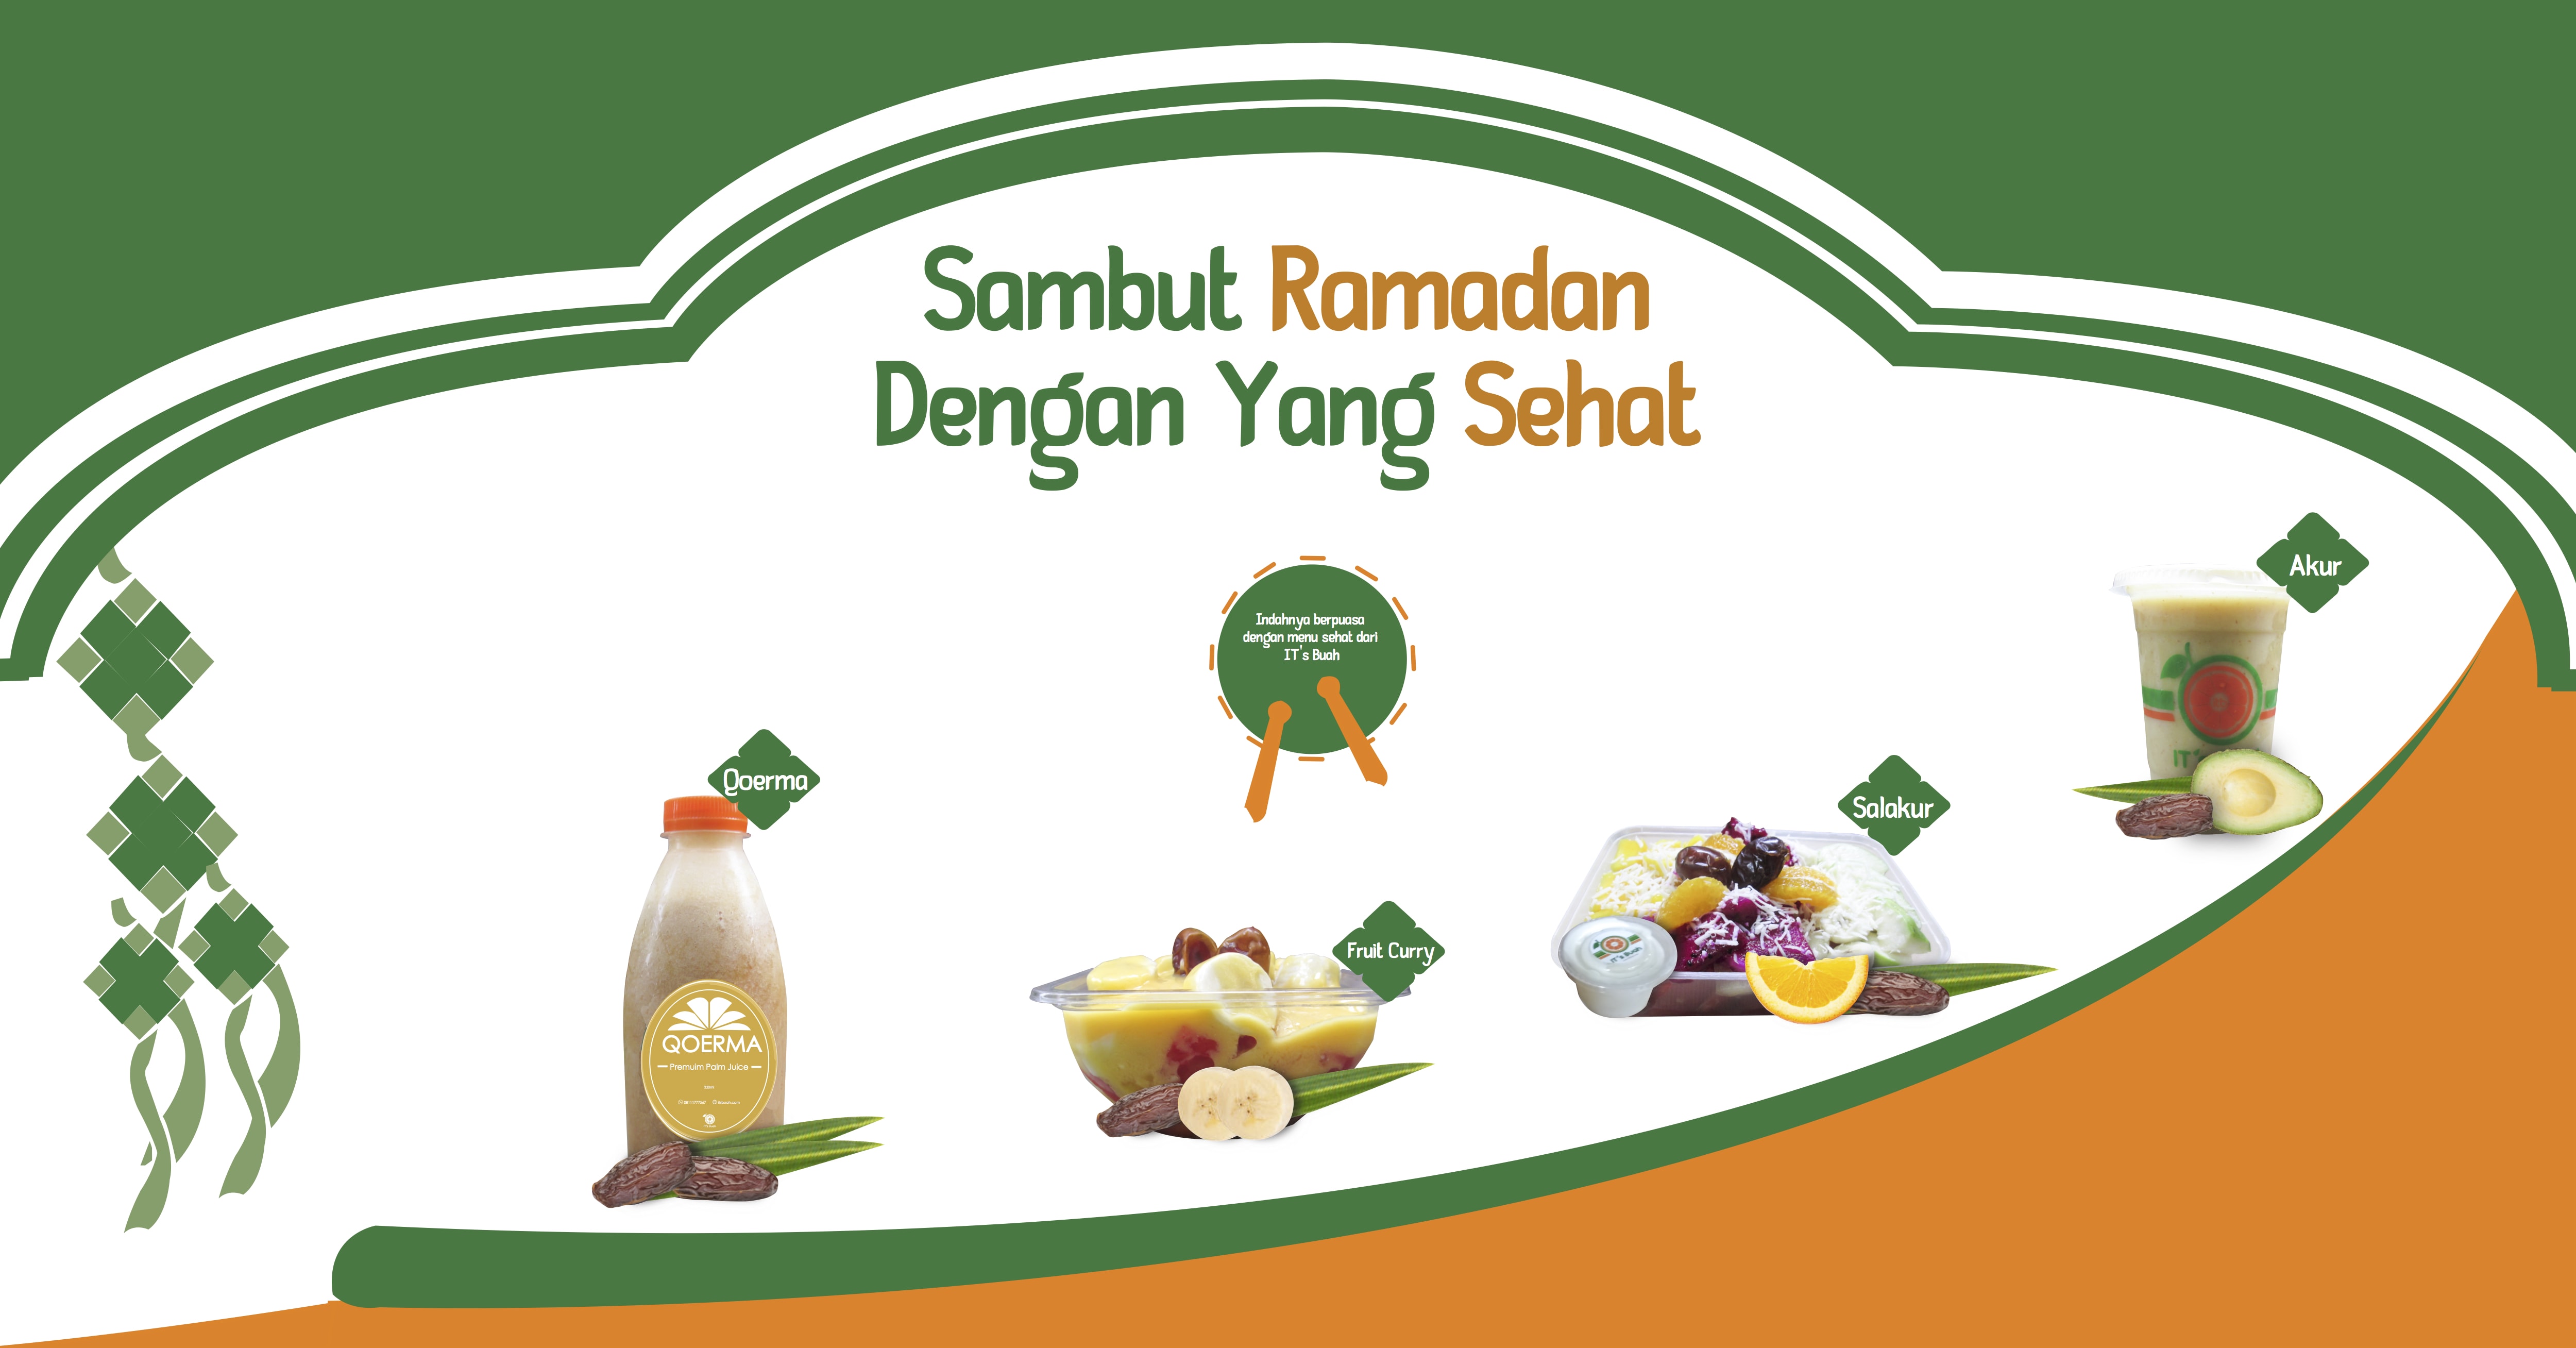 Sambut Ramadan
Dengan Yang Sehat
Indahnya berpuasa
dengan menu sehat dari
IT's Buah
Akur
Qoerma
Salakur
Fruit Curry
IT's Buah
QOERMA
Premuim Palm Juice